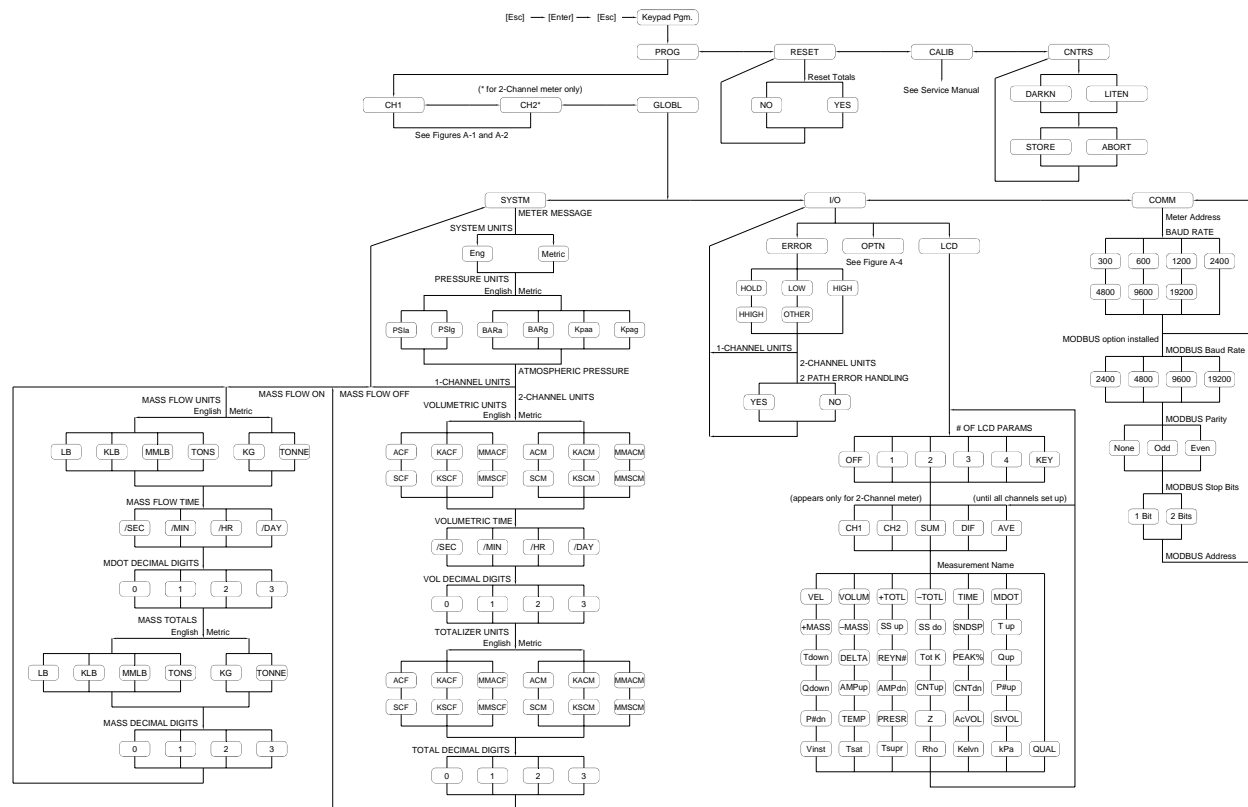 [Esc] [Enter] [Esc] Keypad Pgm.
PROG RESET CALIB CNTRS
Reset Totals
NO YES
See Service Manual
DARKN LITEN
STORE ABORT
(* for 2-Channel meter only)
CH1 CH2* GLOBL
See Figures A-1 and A-2
SYSTM I/O COMM
METER MESSAGE
SYSTEM UNITS
Eng Metric
PRESSURE UNITS
English Metric
PSIa PSIg BARa BARg Kpaa Kpag
ATMOSPHERIC PRESSURE
1-CHANNEL UNITS
2-CHANNEL UNITS
MASS FLOW ON MASS FLOW OFF
MASS FLOW UNITS
English Metric
LB KLB MMLB TONS KG TONNE
MASS FLOW TIME
/SEC /MIN /HR /DAY
MDOT DECIMAL DIGITS
0 1 2 3
MASS TOTALS
English Metric
LB KLB MMLB TONS KG TONNE
MASS DECIMAL DIGITS
0 1 2 3
VOLUMETRIC UNITS
English Metric
ACF KACF MMACF ACM KACM MMACM
SCF KSCF MMSCF SCM KSCM MMSCM
VOLUMETRIC TIME
/SEC /MIN /HR /DAY
VOL DECIMAL DIGITS
0 1 2 3
TOTALIZER UNITS
English Metric
ACF KACF MMACF ACM KACM MMACM
SCF KSCF MMSCF SCM KSCM MMSCM
TOTAL DECIMAL DIGITS
0 1 2 3
ERROR OPTN LCD
See Figure A-4
HOLD LOW HIGH
HHIGH OTHER
1-CHANNEL UNITS
2-CHANNEL UNITS
2 PATH ERROR HANDLING
YES NO
# OF LCD PARAMS
OFF 1 2 3 4 KEY
(appears only for 2-Channel meter) (until all channels set up)
CH1 CH2 SUM DIF AVE
Measurement Name
VEL VOLUM +TOTL –TOTL TIME MDOT
+MASS –MASS SS up SS do SNDSP T up
Tdown DELTA REYN# Tot K PEAK% Qup
Qdown AMPup AMPdn CNTup CNTdn P#up
P#dn TEMP PRESR Z AcVOL StVOL
Vinst Tsat Tsupr Rho Kelvn kPa QUAL
Meter Address
BAUD RATE
300 600 1200 2400
4800 9600 19200
MODBUS option installed
MODBUS Baud Rate
2400 4800 9600 19200
MODBUS Parity
None Odd Even
MODBUS Stop Bits
1 Bit 2 Bits
MODBUS Address